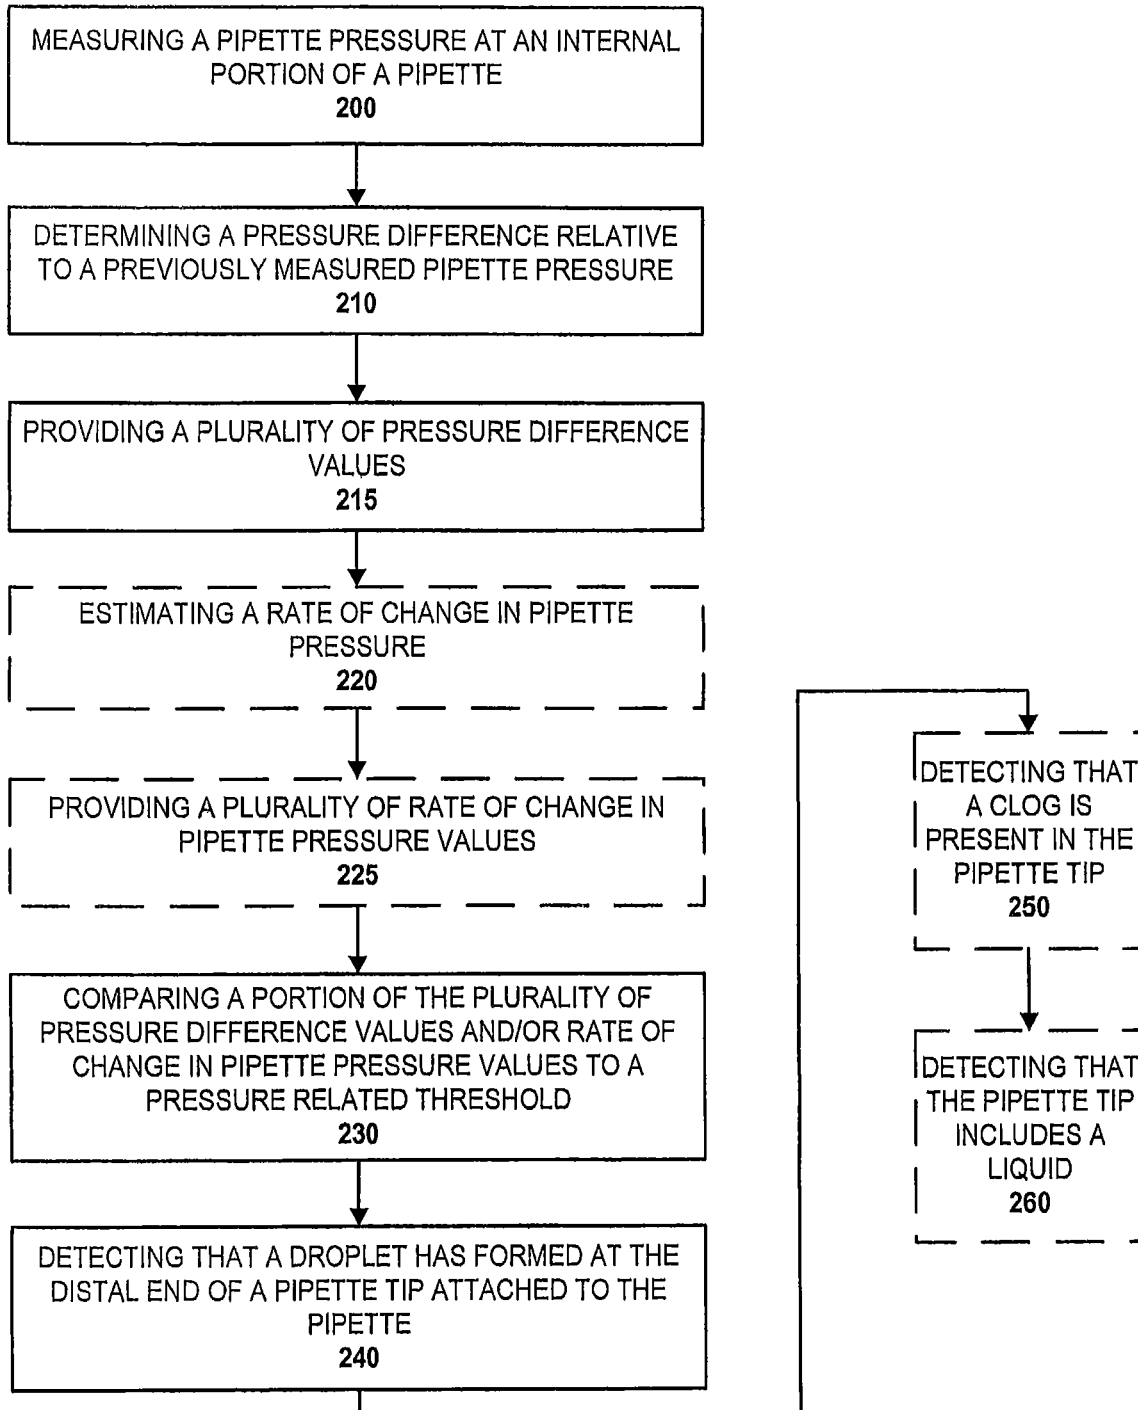 MEASURING A PIPETTE PRESSURE AT AN INTERNAL
PORTION OF A PIPETTE
200
DETERMINING A PRESSURE DIFFERENCE RELATIVE
TO A PREVIOUSLY MEASURED PIPETTE PRESSURE
210
PROVIDING A PLURALITY OF PRESSURE DIFFERENCE
VALUES
215
ESTIMATING A RATE OF CHANGE IN PIPETTE
PRESSURE
220
PROVIDING A PLURALITY OF RATE OF CHANGE IN
PIPETTE PRESSURE VALUES
225
COMPARING A PORTION OF THE PLURALITY OF
PRESSURE DIFFERENCE VALUES AND/OR RATE OF
CHANGE IN PIPETTE PRESSURE VALUES TO A
PRESSURE RELATED THRESHOLD
230
DETECTING THAT A DROPLET HAS FORMED AT THE
DISTAL END OF A PIPETTE TIP ATTACHED TO THE
PIPETTE
240
DETECTING THAT
A CLOG IS
PRESENT IN THE
PIPETTE TIP
250
DETECTING THAT
THE PIPETTE TIP
INCLUDES A
LIQUID
260